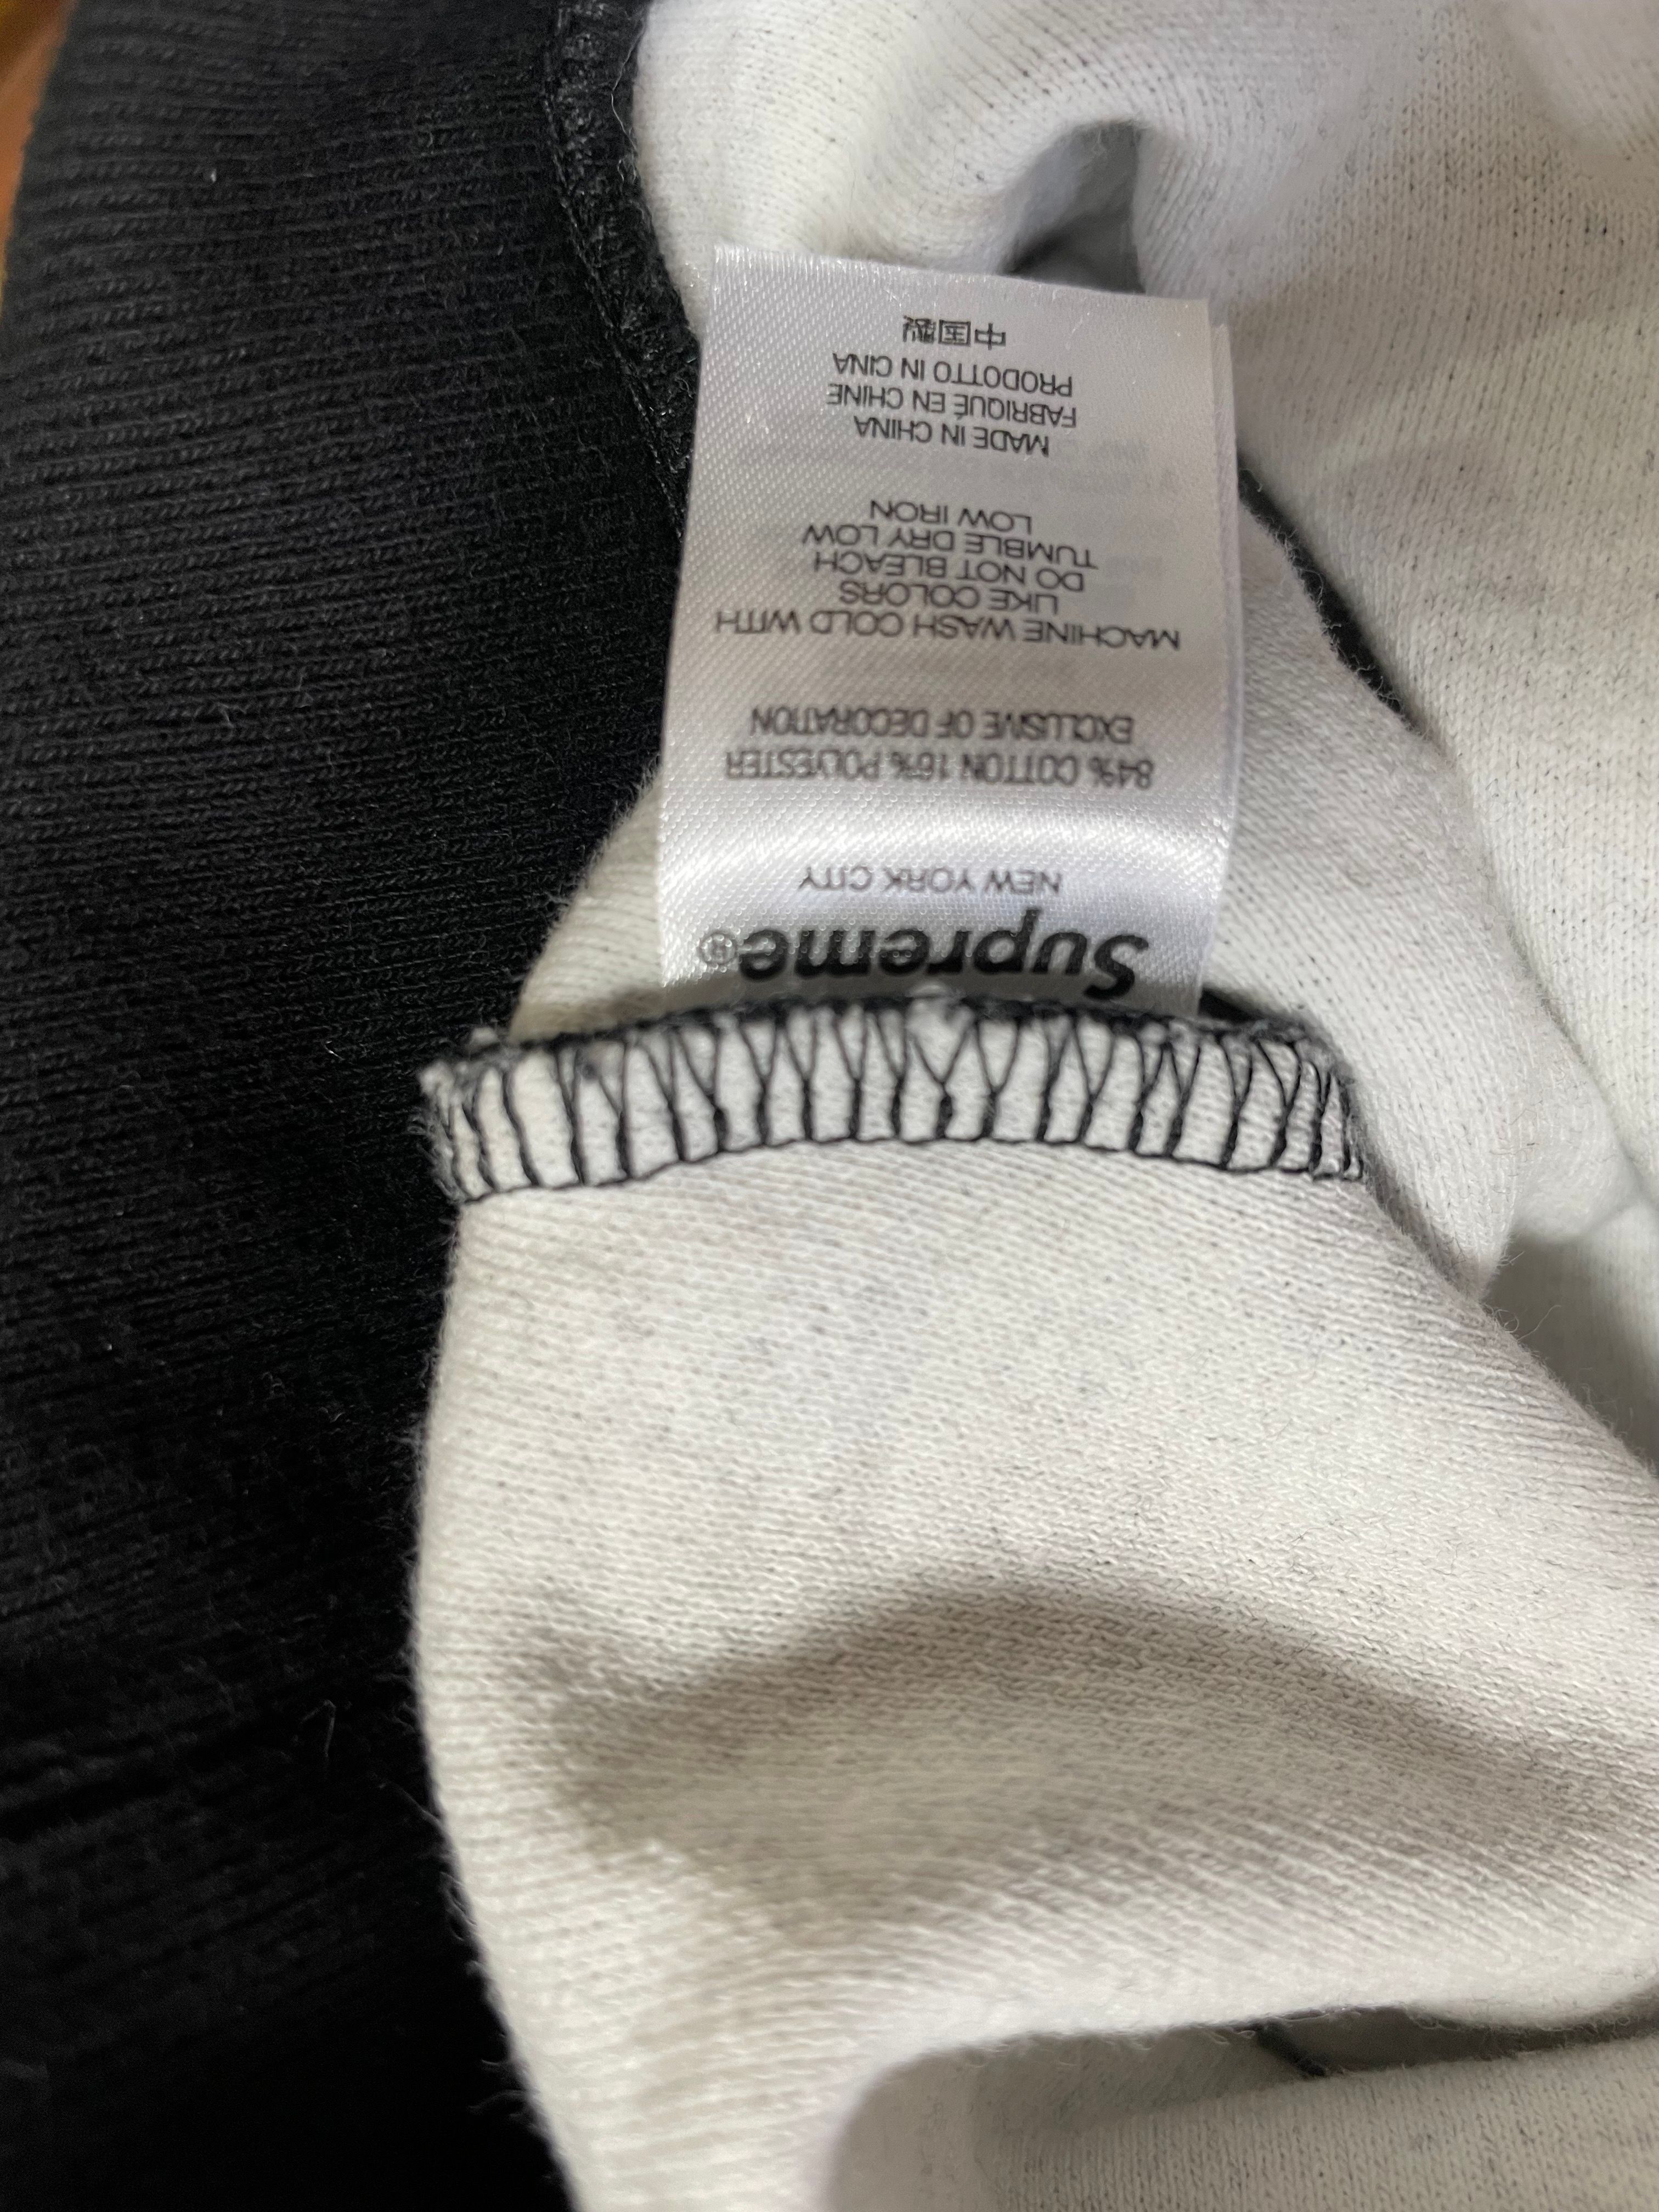 Supreme®
NEW YORK CITY
84% COTTON 16% POLYESTER
EXCLUSIVE OF DECORATION
MACHINE WASH COLD WITH
LIKE COLORS
DO NOT BLEACH
TUMBLE DRY LOW
LOW IRON
MADE IN CHINA
FABRIQUÉ EN CHINE
PRODOTTO IN CINA
中国製